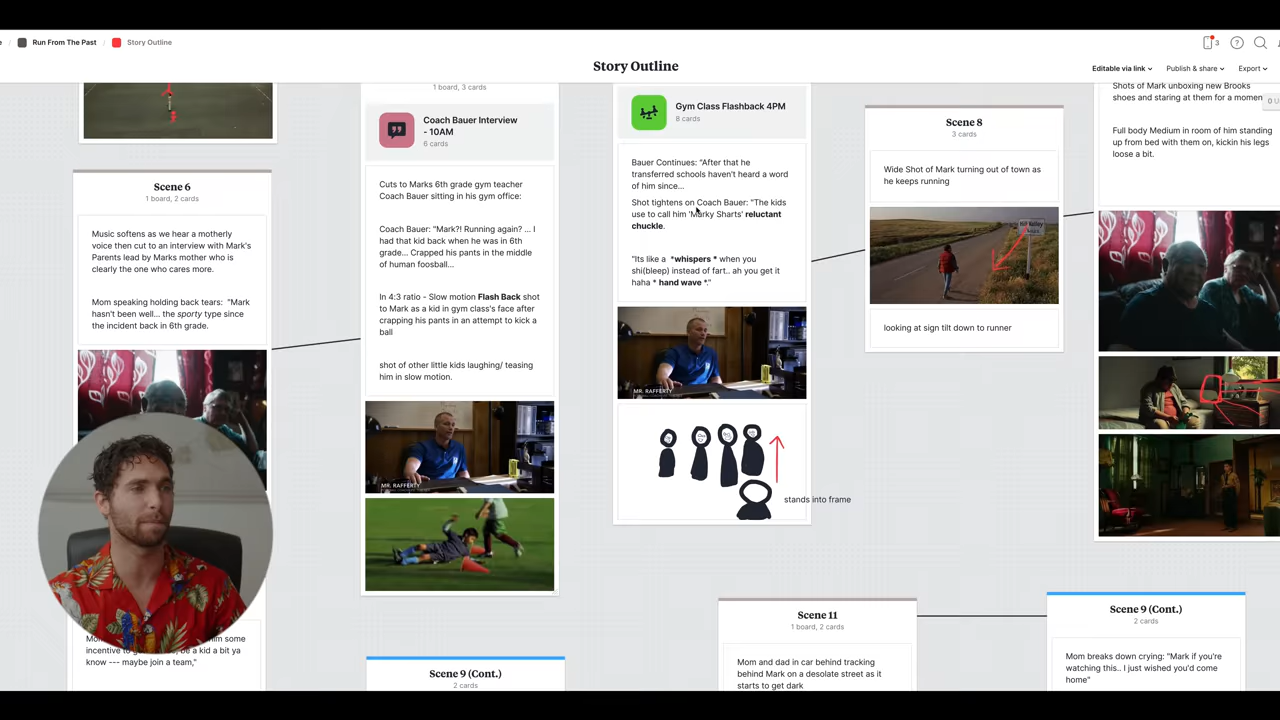 Run From The Past
/
Story Outline
3
Story Outline
Editable via link
Publish & share
Export
1 board, 3 cards
Coach Bauer Interview
- 10AM
6 cards
Cuts to Marks 6th grade gym teacher
Coach Bauer sitting in his gym office:
Coach Bauer: "Mark?! Running again? ... I
had that kid back when he was in 6th
grade... Crapped his pants in the middle
of human foosball...
In 4:3 ratio - Slow motion Flash Back shot
to Mark as a kid in gym class's face after
crapping his pants in an attempt to kick a
ball
shot of other little kids laughing/ teasing
him in slow motion.
MR. RAFFERTY
Scene 6
1 board, 2 cards
Music softens as we hear a motherly
voice then cut to an interview with Mark's
Parents lead by Marks mother who is
clearly the one who cares more.
Mom speaking holding back tears: "Mark
hasn't been well... the sporty type since
the incident back in 6th grade.
him some
incentive to
be a kid a bit ya
know --- maybe join a team,"
Gym Class Flashback 4PM
8 cards
Bauer Continues: "After that he
transferred schools haven't heard a word
of him since...
Shot tightens on Coach Bauer: "The kids
use to call him 'Marky Sharts' reluctant
chuckle.
"Its like a *whispers * when you
shi(bleep) instead of fart.. ah you get it
haha * hand wave *."
MR. RAFFERTY
stands into frame
Scene 8
3 cards
Wide Shot of Mark turning out of town as
he keeps running
looking at sign tilt down to runner
Shots of Mark unboxing new Brooks
shoes and staring at them for a momen
0 U
Full body Medium in room of him standing
up from bed with them on, kickin his legs
loose a bit.
Scene 9 (Cont.)
2 cards
Scene 11
1 board, 2 cards
Mom and dad in car behind tracking
behind Mark on a desolate street as it
starts to get dark
Scene 9 (Cont.)
2 cards
Mom breaks down crying: "Mark if you're
watching this.. I just wished you'd come
home"